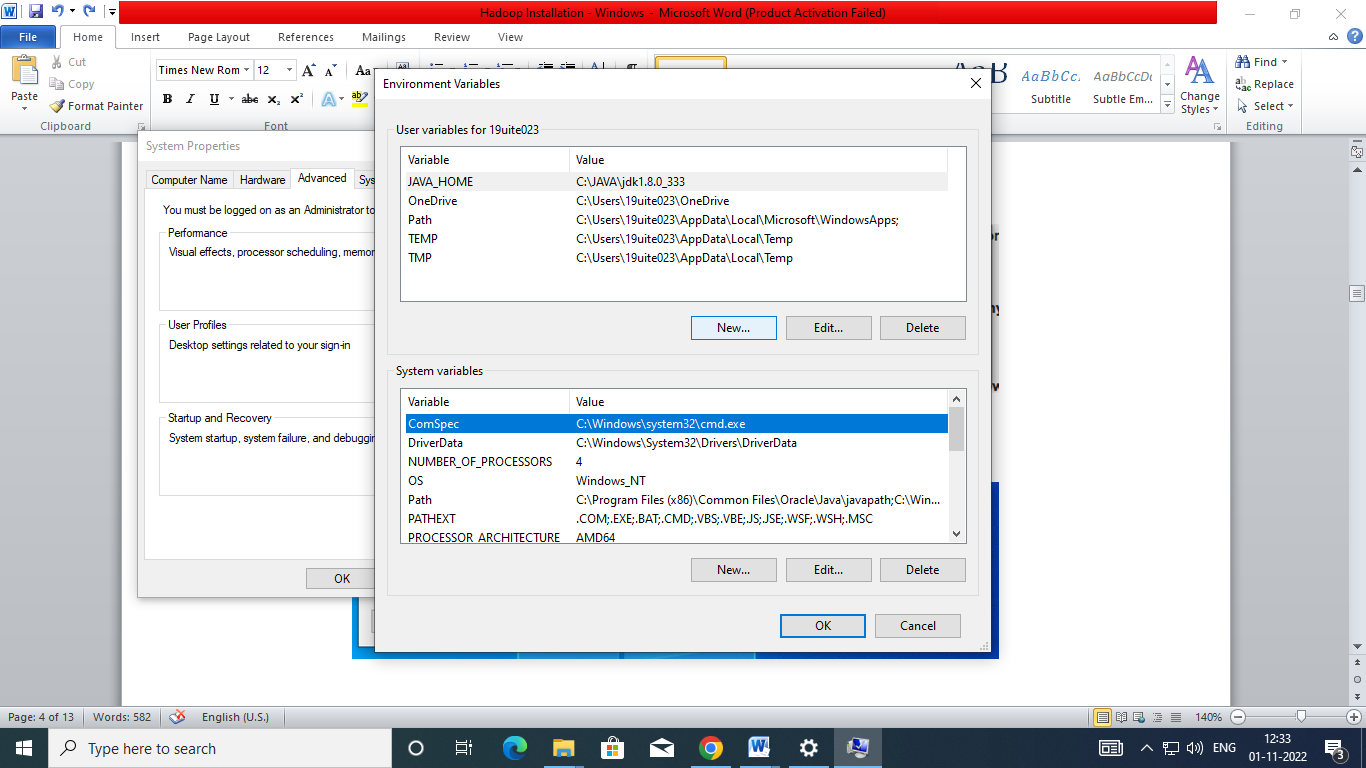 Hadoop Installation - Windows - Microsoft Word (Product Activation Failed)
File Home Insert Page Layout References Mailings Review View
Paste
Cut
Copy
Format Painter
Clipboard
Times New Rom 12
B I U abc x₂ x²
Aa
Font
AaBbCc. AaBbCcDc
Subtitle Subtle Em...
Change Styles
Find
Replace
Select
Editing
System Properties
Computer Name Hardware Advanced
You must be logged on as an Administrator to
Performance
Visual effects, processor scheduling, memor
User Profiles
Desktop settings related to your sign-in
Startup and Recovery
System startup, system failure, and debuggin
OK
Environment Variables
User variables for 19uite023
Variable Value
JAVA_HOME C:\JAVA\jdk1.8.0_333
OneDrive C:\Users\19uite023\OneDrive
Path C:\Users\19uite023\AppData\Local\Microsoft\WindowsApps;
TEMP C:\Users\19uite023\AppData\Local\Temp
TMP C:\Users\19uite023\AppData\Local\Temp
New... Edit... Delete
System variables
Variable Value
ComSpec C:\Windows\system32\cmd.exe
DriverData C:\Windows\System32\Drivers\DriverData
NUMBER_OF_PROCESSORS 4
OS Windows_NT
Path C:\Program Files (x86)\Common Files\Oracle\Java\javapath;C:\Win...
PATHEXT .COM;.EXE;.BAT;.CMD;.VBS;.VBE;.JS;.JSE;.WSF;.WSH;.MSC
PROCESSOR_ARCHITECTURE AMD64
New... Edit... Delete
OK Cancel
Page: 4 of 13 Words: 582 English (U.S.) 140%
Type here to search
ENG
12:33
01-11-2022
3